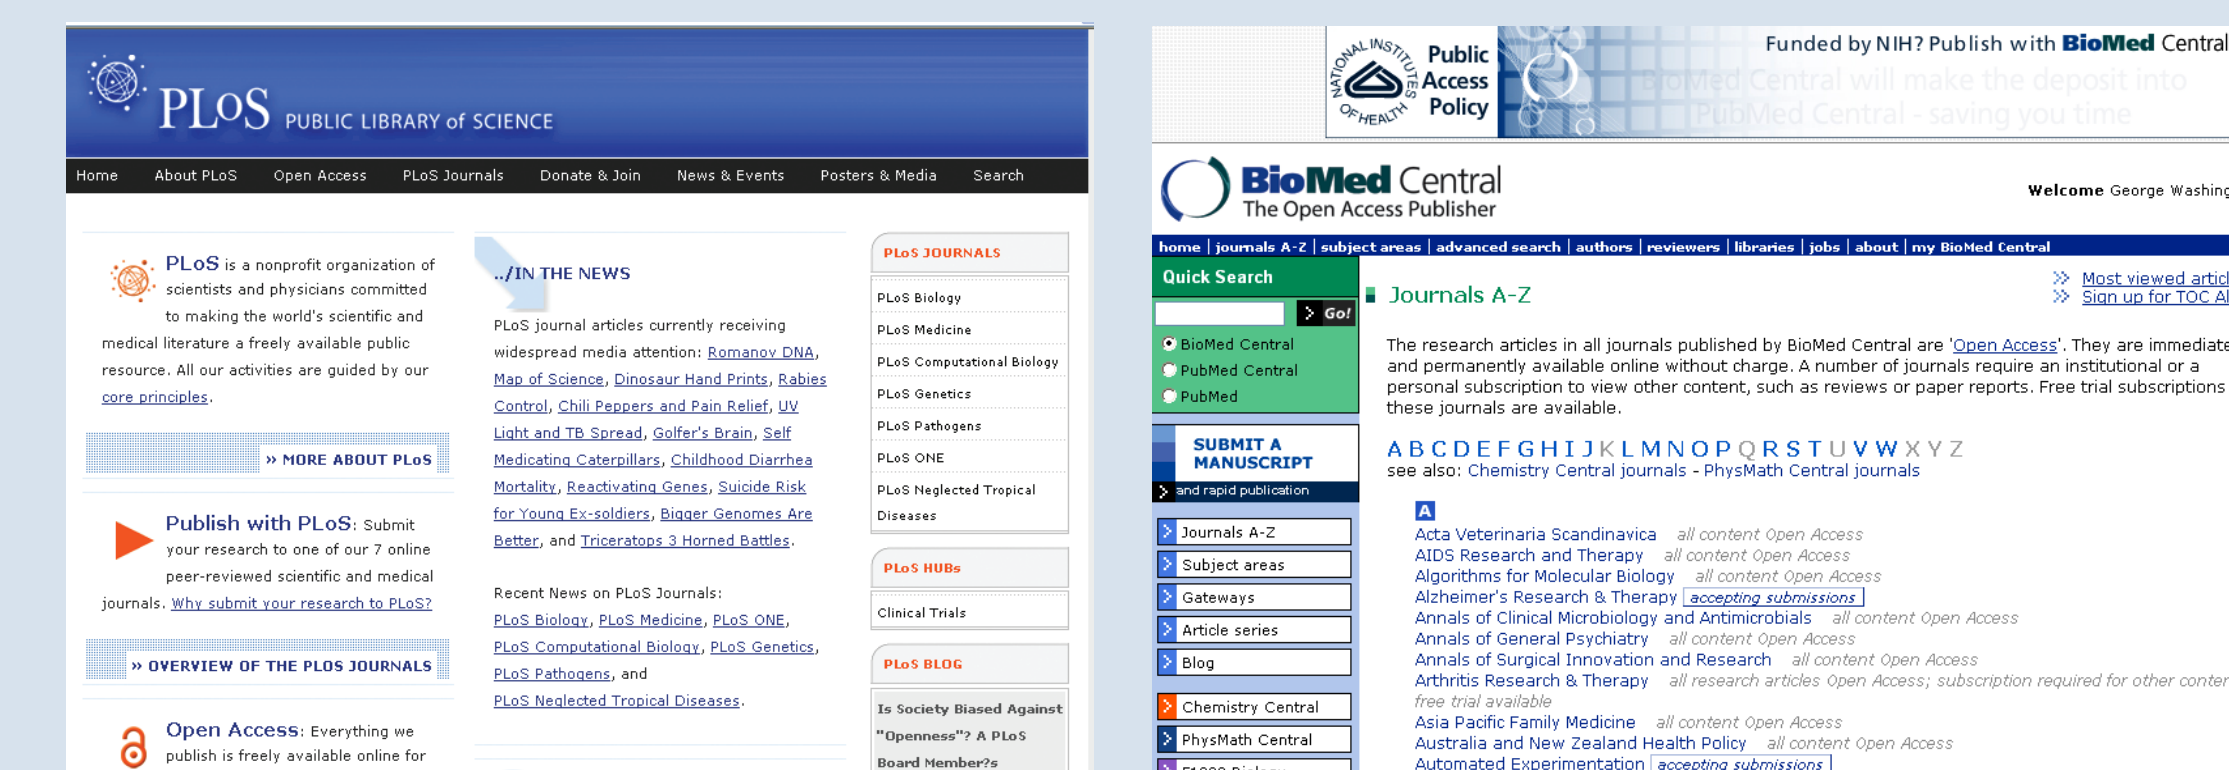 PLoS PUBLIC LIBRARY of SCIENCE
Home About PLoS Open Access PLoS Journals Donate & Join News & Events Posters & Media Search
PLoS is a nonprofit organization of
scientists and physicians committed
to making the world's scientific and
medical literature a freely available public
resource. All our activities are guided by our
core principles.
» MORE ABOUT PLoS
Publish with PLoS: Submit
your research to one of our 7 online
peer-reviewed scientific and medical
journals. Why submit your research to PLoS?
» OVERVIEW OF THE PLOS JOURNALS
Open Access: Everything we
publish is freely available online for
../IN THE NEWS
PLoS journal articles currently receiving
widespread media attention: Romanov DNA,
Map of Science, Dinosaur Hand Prints, Rabies
Control, Chili Peppers and Pain Relief, UV
Light and TB Spread, Golfer's Brain, Self
Medicating Caterpillars, Childhood Diarrhea
Mortality, Reactivating Genes, Suicide Risk
for Young Ex-soldiers, Bigger Genomes Are
Better, and Triceratops 3 Horned Battles.
Recent News on PLoS Journals:
PLoS Biology, PLoS Medicine, PLoS ONE,
PLoS Computational Biology, PLoS Genetics,
PLoS Pathogens, and
PLoS Neglected Tropical Diseases.
PLoS JOURNALS
PLoS Biology
PLoS Medicine
PLoS Computational Biology
PLoS Genetics
PLoS Pathogens
PLoS ONE
PLoS Neglected Tropical
Diseases
PLoS HUBs
Clinical Trials
PLoS BLOG
Is Society Biased Against
"Openness"? A PLoS
Board Member?s
NATIONAL INSTITUTES OF HEALTH
Public
Access
Policy
Funded by NIH? Publish with BioMed Central
BioMed Central will make the deposit into
PubMed Central - saving you time
BioMed Central
The Open Access Publisher
Welcome George Washing
home | journals A-Z | subject areas | advanced search | authors | reviewers | libraries | jobs | about | my BioMed Central
Quick Search
Go!
BioMed Central
PubMed Central
PubMed
SUBMIT A
MANUSCRIPT
and rapid publication
Journals A-Z
Subject areas
Gateways
Article series
Blog
Chemistry Central
PhysMath Central
Journals A-Z
Most viewed articl
Sign up for TOC Al
The research articles in all journals published by BioMed Central are 'Open Access'. They are immediate
and permanently available online without charge. A number of journals require an institutional or a
personal subscription to view other content, such as reviews or paper reports. Free trial subscriptions
these journals are available.
A B C D E F G H I J K L M N O P Q R S T U V W X Y Z
see also: Chemistry Central journals - PhysMath Central journals
A
Acta Veterinaria Scandinavica all content Open Access
AIDS Research and Therapy all content Open Access
Algorithms for Molecular Biology all content Open Access
Alzheimer's Research & Therapy accepting submissions
Annals of Clinical Microbiology and Antimicrobials all content Open Access
Annals of General Psychiatry all content Open Access
Annals of Surgical Innovation and Research all content Open Access
Arthritis Research & Therapy all research articles Open Access; subscription required for other conten
free trial available
Asia Pacific Family Medicine all content Open Access
Australia and New Zealand Health Policy all content Open Access
Automated Experimentation accepting submissions